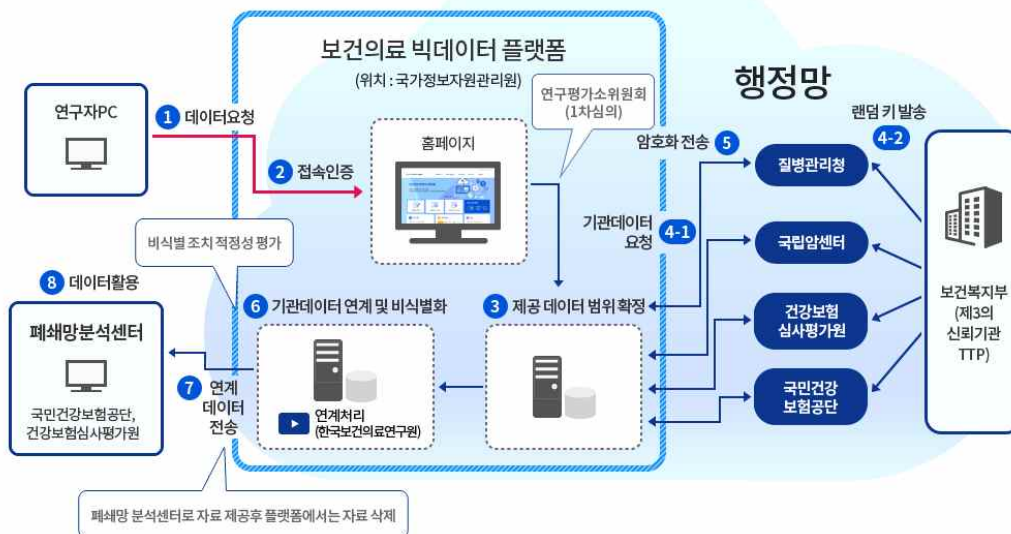 보건의료 빅데이터 플랫폼
(위치 : 국가정보자원관리원)
행정망
연구자PC
1 데이터요청
2 접속인증
홈페이지
연구평가소위원회
(1차심의)
암호화 전송 5
랜덤 키 발송
4-2
질병관리청
기관데이터
요청 4-1
국립암센터
건강보험
심사평가원
국민건강
보험공단
보건복지부
(제3의
신뢰기관
TTP)
비식별 조치 적정성 평가
8 데이터활용
폐쇄망분석센터
국민건강보험공단,
건강보험심사평가원
6 기관데이터 연계 및 비식별화
3 제공 데이터 범위 확정
연계처리
(한국보건의료연구원)
7 연계
데이터
전송
폐쇄망 분석센터로 자료 제공후 플랫폼에서는 자료 삭제